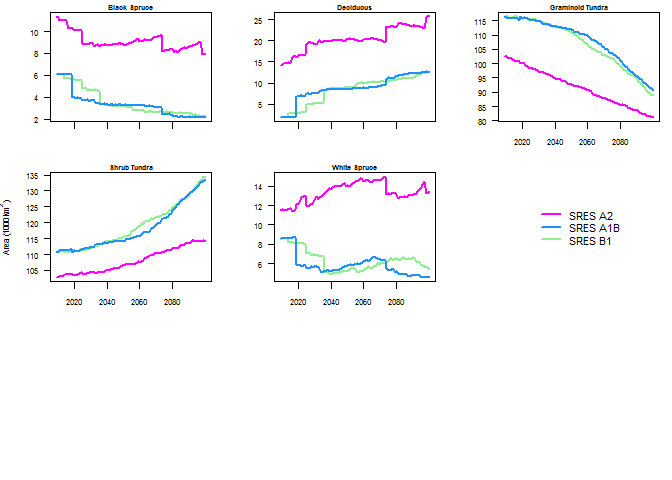 Black Spruce
Deciduous
Graminoid Tundra
10
8
6
4
2
25
20
15
10
5
115
110
105
100
95
90
85
80
2020 2040 2060 2080
Shrub Tundra
White Spruce
Area (1000km²)
135
130
125
120
115
110
105
14
12
10
8
6
2020 2040 2060 2080
2020 2040 2060 2080
SRES A2
SRES A1B
SRES B1